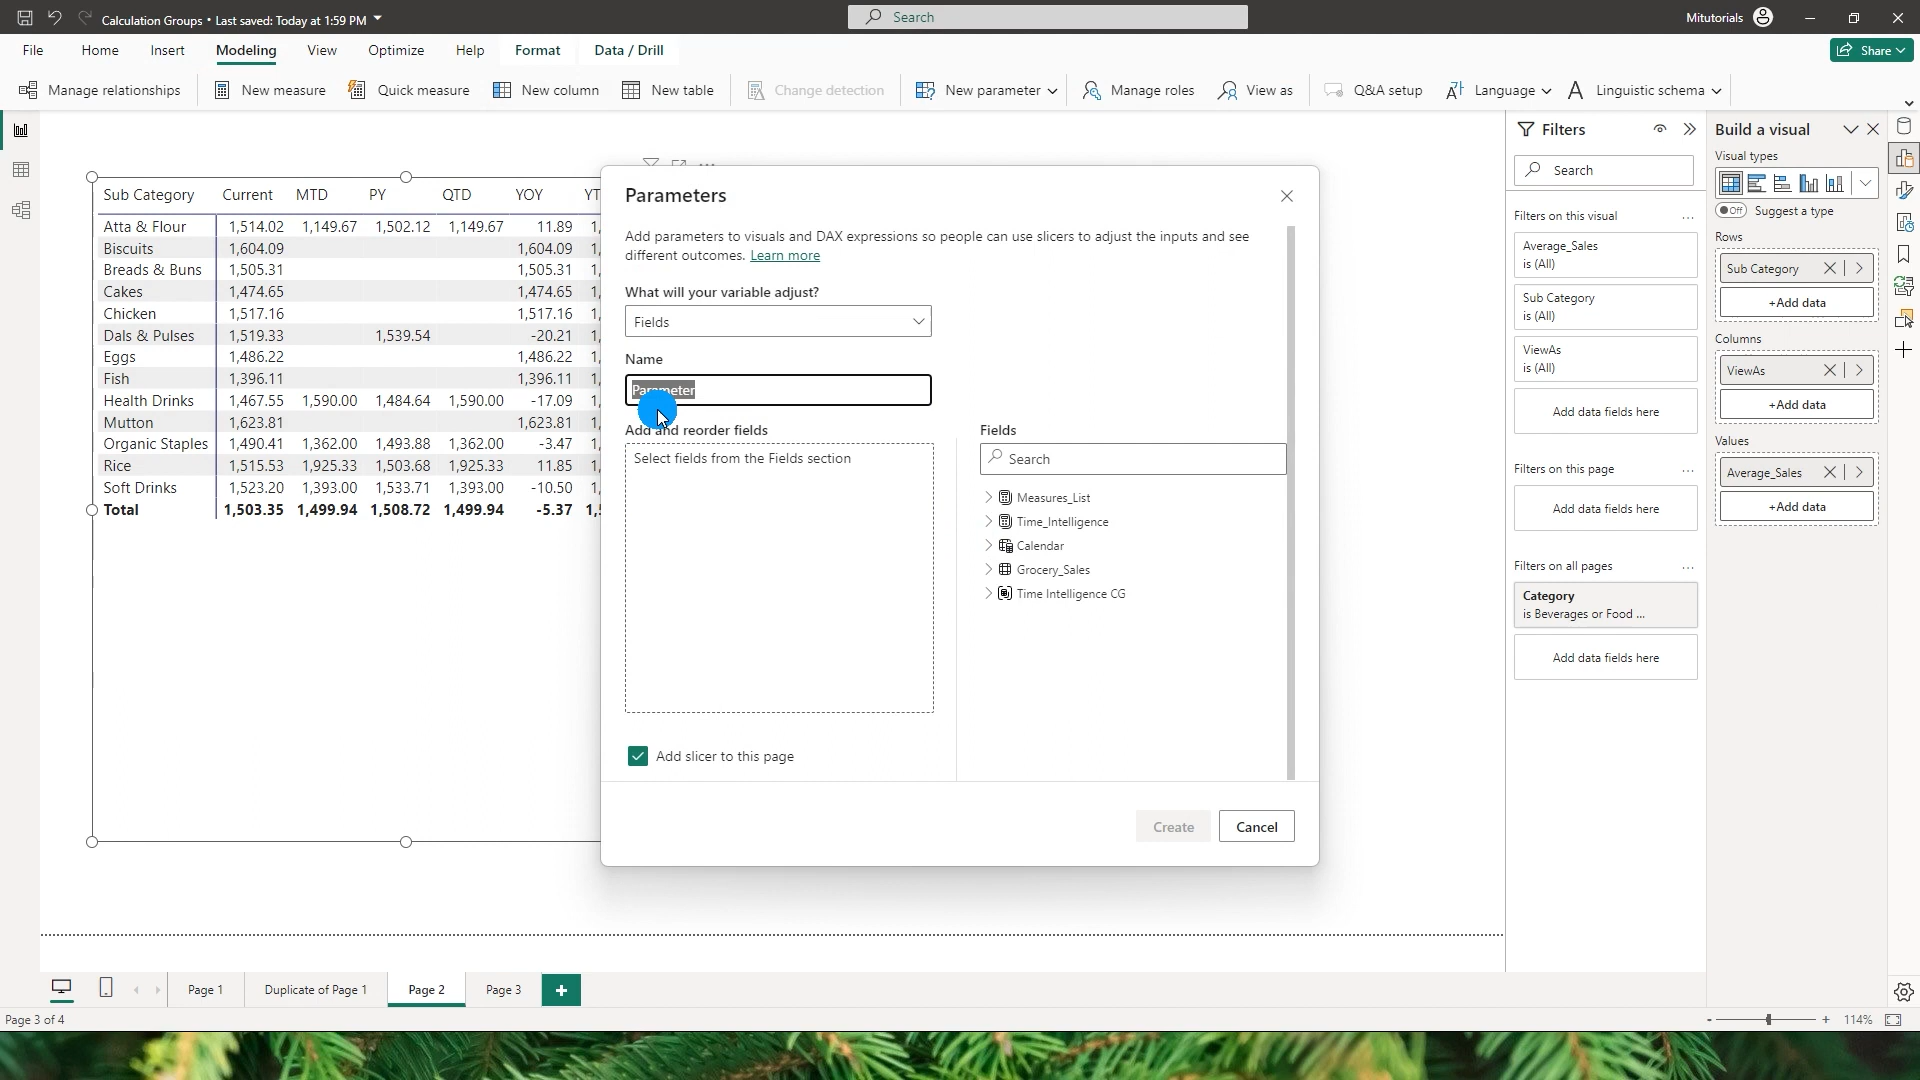 Calculation Groups • Last saved: Today at 1:59 PM
Search
Mitutorials
File Home Insert Modeling View Optimize Help Format Data / Drill
Share
Manage relationships New measure Quick measure New column New table Change detection New parameter Manage roles View as Q&A setup Language Linguistic schema
Sub Category Current MTD PY QTD YOY
Atta & Flour 1,514.02 1,149.67 1,502.12 1,149.67 11.89
Biscuits 1,604.09 1,604.09
Breads & Buns 1,505.31 1,505.31
Cakes 1,474.65 1,474.65
Chicken 1,517.16 1,517.16
Dals & Pulses 1,519.33 1,539.54 -20.21
Eggs 1,486.22 1,486.22
Fish 1,396.11 1,396.11
Health Drinks 1,467.55 1,590.00 1,484.64 1,590.00 -17.09
Mutton 1,623.81 1,623.81
Organic Staples 1,490.41 1,362.00 1,493.88 1,362.00 -3.47
Rice 1,515.53 1,925.33 1,503.68 1,925.33 11.85
Soft Drinks 1,523.20 1,393.00 1,533.71 1,393.00 -10.50
Total 1,503.35 1,499.94 1,508.72 1,499.94 -5.37
Parameters
Add parameters to visuals and DAX expressions so people can use slicers to adjust the inputs and see
different outcomes. Learn more
What will your variable adjust?
Fields
Name
Parameter
Add and reorder fields
Select fields from the Fields section
Add slicer to this page
Fields
Search
Measures_List
Time_Intelligence
Calendar
Grocery_Sales
Time Intelligence CG
Create Cancel
Filters
Search
Filters on this visual ...
Average_Sales
is (All)
Sub Category
is (All)
ViewAs
is (All)
Add data fields here
Filters on this page ...
Add data fields here
Filters on all pages ...
Category
is Beverages or Food ...
Add data fields here
Build a visual
Visual types
Off Suggest a type
Rows
Sub Category
+Add data
Columns
ViewAs
+Add data
Values
Average_Sales
+Add data
Page 1 Duplicate of Page 1 Page 2 Page 3 +
Page 3 of 4
- + 114%